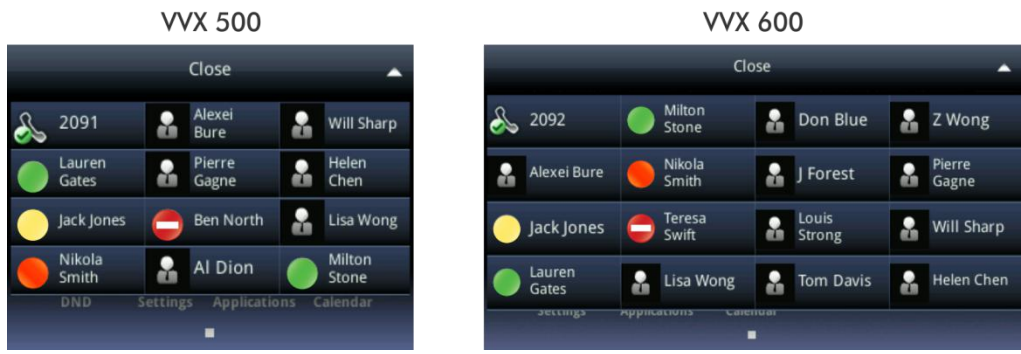 VVX 500
Close
2091
Alexei
Bure
Will Sharp
Lauren
Gates
Pierre
Gagne
Helen
Chen
Jack Jones
Ben North
Lisa Wong
Nikola
Smith
Al Dion
Milton
Stone
DND Settings Applications Calendar
VVX 600
Close
2092
Milton
Stone
Don Blue
Z Wong
Alexei Bure
Nikola
Smith
J Forest
Pierre
Gagne
Jack Jones
Teresa
Swift
Louis
Strong
Will Sharp
Lauren
Gates
Lisa Wong
Tom Davis
Helen Chen
Settings Applications Calendar